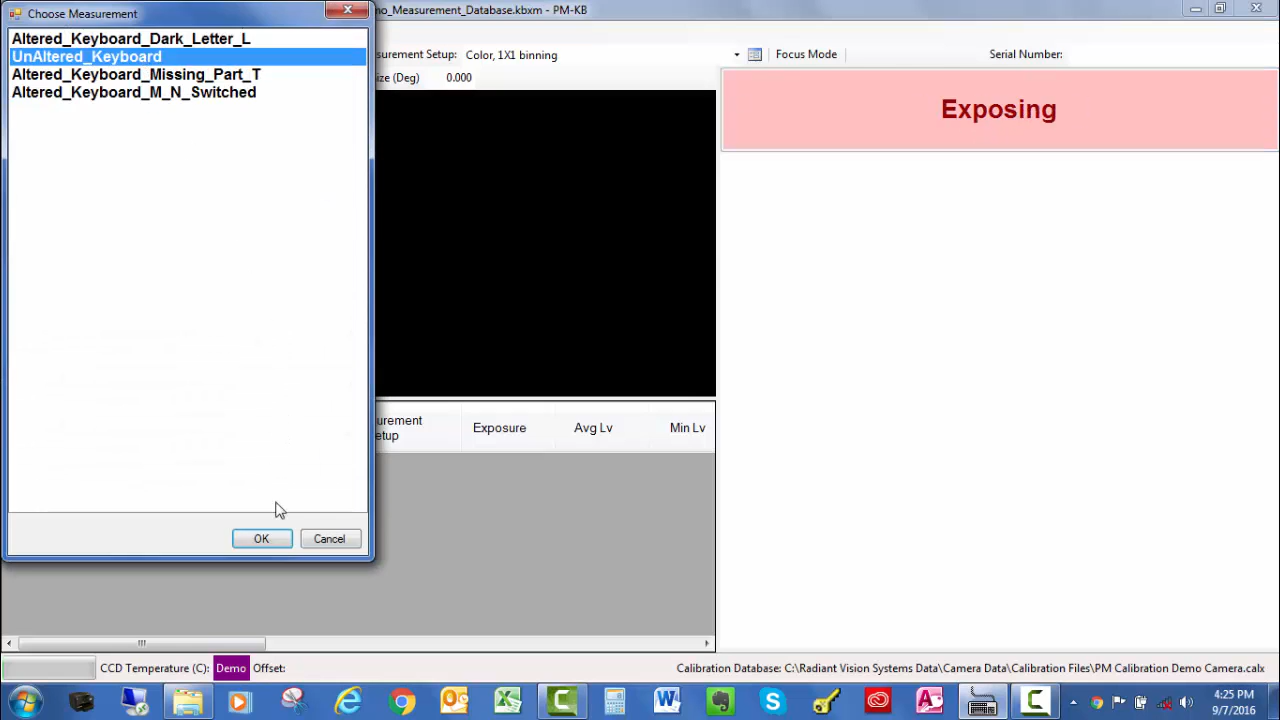 Choose Measurement
mo_Measurement_Database.kbxm - PM-KB
Altered_Keyboard_Dark_Letter_L
UnAltered_Keyboard
Altered_Keyboard_Missing_Part_T
Altered_Keyboard_M_N_Switched
urement Setup: Color, 1X1 binning
Focus Mode
Serial Number:
ize (Deg) 0.000
Exposing
urement
etup
Exposure
Avg Lv
Min Lv
OK
Cancel
CCD Temperature (C): Demo Offset:
Calibration Database: C:\Radiant Vision Systems Data\Camera Data\Calibration Files\PM Calibration Demo Camera.calx
4:25 PM
9/7/2016